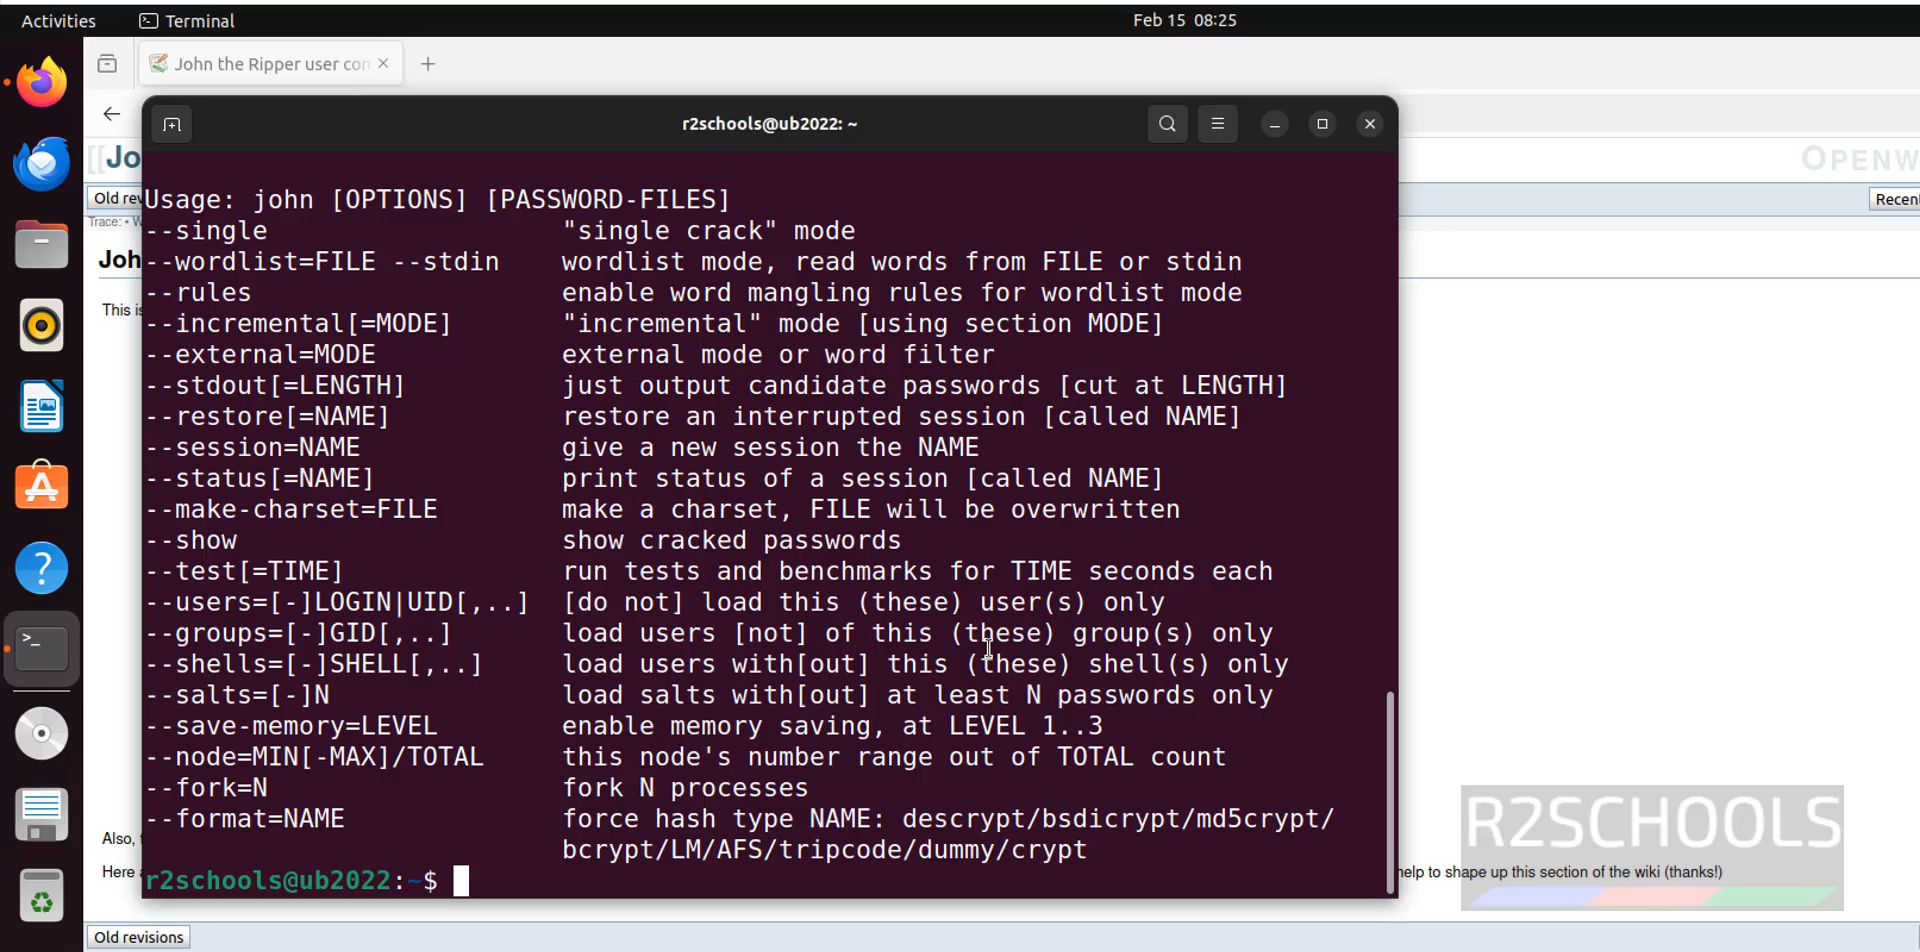 Activities
Terminal
Feb 15 08:25
John the Ripper user con
r2schools@ub2022: ~
[[Jo
OPENW
Old rev
Recen
Trace: • W
Usage: john [OPTIONS] [PASSWORD-FILES]
--single "single crack" mode
--wordlist=FILE --stdin wordlist mode, read words from FILE or stdin
--rules enable word mangling rules for wordlist mode
--incremental[=MODE] "incremental" mode [using section MODE]
--external=MODE external mode or word filter
--stdout[=LENGTH] just output candidate passwords [cut at LENGTH]
--restore[=NAME] restore an interrupted session [called NAME]
--session=NAME give a new session the NAME
--status[=NAME] print status of a session [called NAME]
--make-charset=FILE make a charset, FILE will be overwritten
--show show cracked passwords
--test[=TIME] run tests and benchmarks for TIME seconds each
--users=[-]LOGIN|UID[,..] [do not] load this (these) user(s) only
--groups=[-]GID[,..] load users [not] of this (these) group(s) only
--shells=[-]SHELL[,..] load users with[out] this (these) shell(s) only
--salts=[-]N load salts with[out] at least N passwords only
--save-memory=LEVEL enable memory saving, at LEVEL 1..3
--node=MIN[-MAX]/TOTAL this node's number range out of TOTAL count
--fork=N fork N processes
--format=NAME force hash type NAME: descrypt/bsdicrypt/md5crypt/
bcrypt/LM/AFS/tripcode/dummy/crypt
r2schools@ub2022:~$
Joh
This is
Also,
Here
help to shape up this section of the wiki (thanks!)
R2SCHOOLS
Old revisions